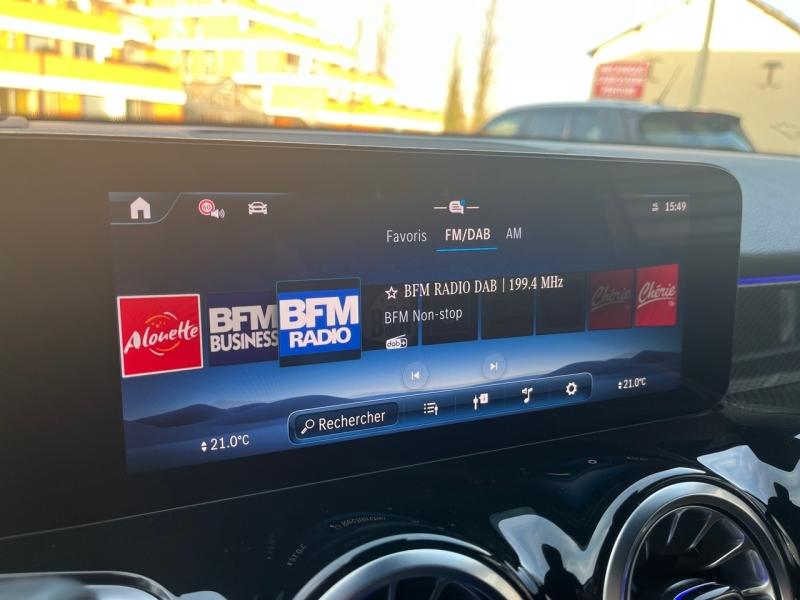 60
15:49
Favoris FM/DAB AM
BFM RADIO DAB | 199.4 MHz
BFM Non-stop
dab+
Alouette
BFM BUSINESS
BFM RADIO
Chérie
Chérie
21.0°C
Rechercher
21.0°C